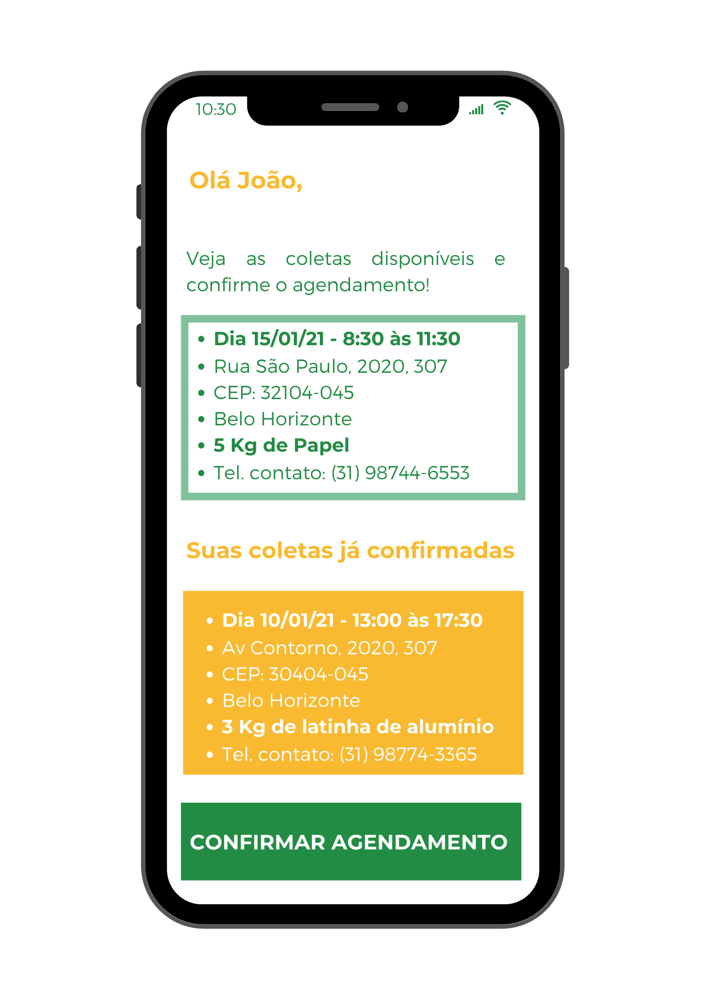 10:30
Olá João,
Veja as coletas disponíveis e
confirme o agendamento!
• Dia 15/01/21 - 8:30 às 11:30
• Rua São Paulo, 2020, 307
• CEP: 32104-045
• Belo Horizonte
• 5 Kg de Papel
• Tel. contato: (31) 98744-6553
Suas coletas já confirmadas
• Dia 10/01/21 - 13:00 às 17:30
• Av Contorno, 2020, 307
• CEP: 30404-045
• Belo Horizonte
• 3 Kg de latinha de alumínio
• Tel. contato: (31) 98774-3365
CONFIRMAR AGENDAMENTO